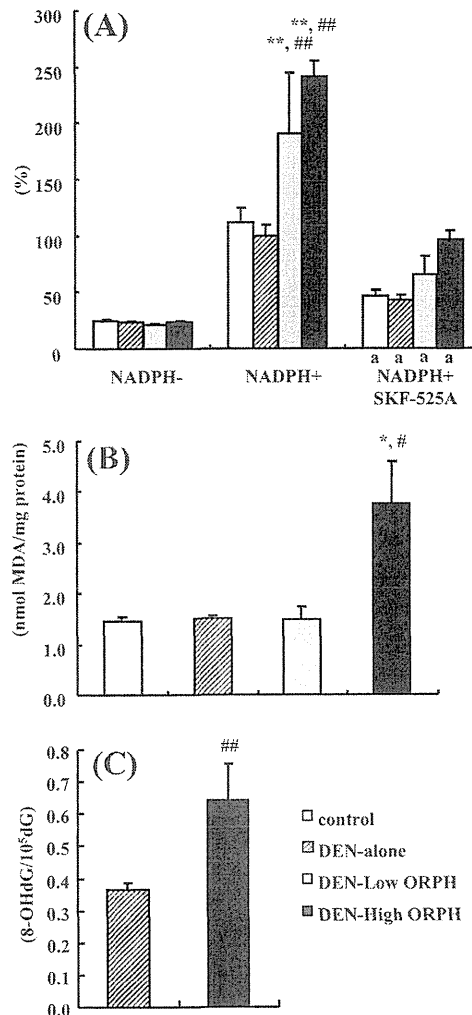 (A)
300
250
200
150
100
50
0
(%)
**, ##
**, ##
a a a a
NADPH- NADPH+ NADPH+
SKF-525A
(B)
5.0
4.0
3.0
2.0
1.0
0.0
(nmol MDA/mg protein)
*, #
(C)
0.8
0.7
0.6
0.5
0.4
0.3
0.2
0.1
0.0
(8-OHdG/10⁵dG)
##
control
DEN-alone
DEN-Low ORPH
DEN-High ORPH